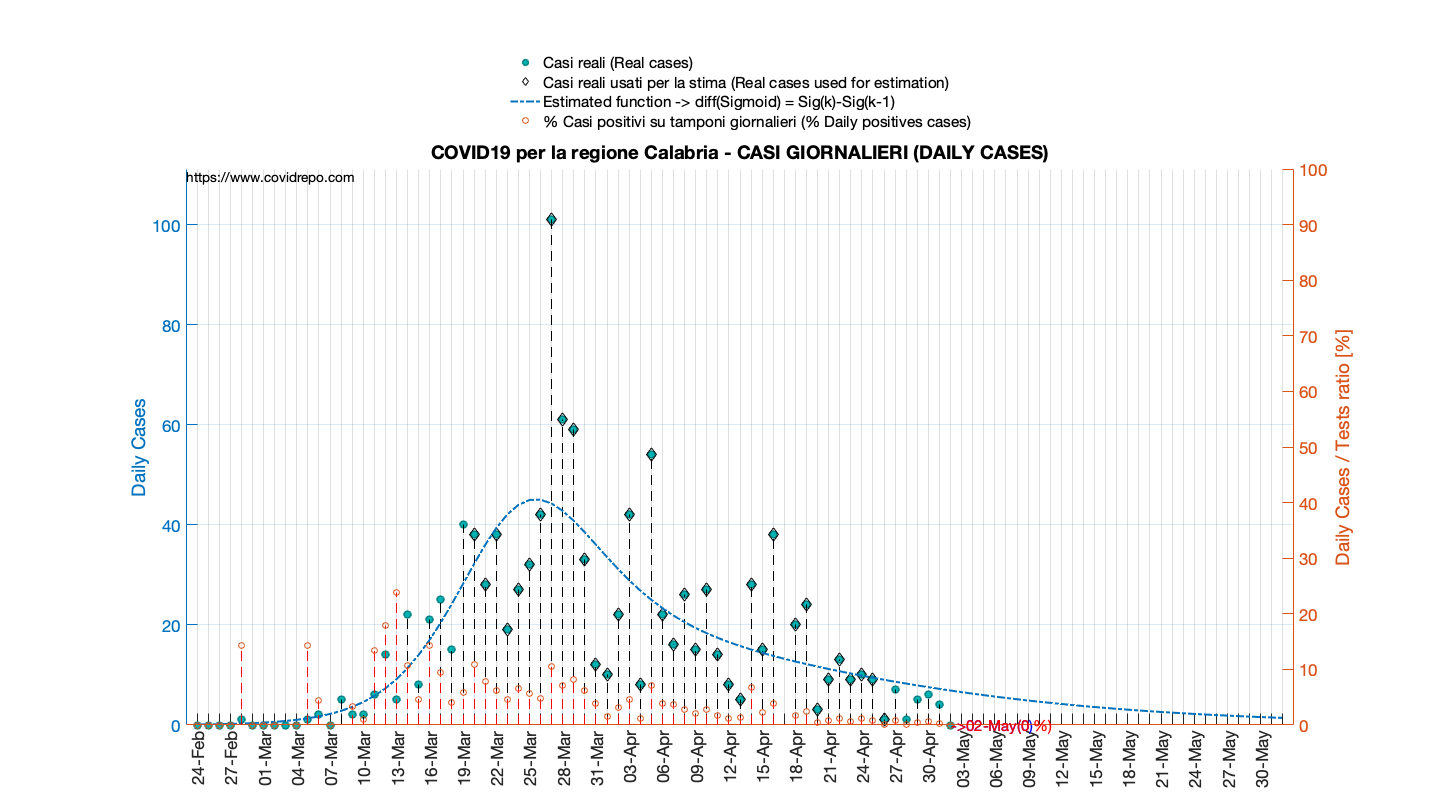 Casi reali (Real cases)
Casi reali usati per la stima (Real cases used for estimation)
Estimated function -> diff(Sigmoid) = Sig(k)-Sig(k-1)
% Casi positivi su tamponi giornalieri (% Daily positives cases)
COVID19 per la regione Calabria - CASI GIORNALIERI (DAILY CASES)
https://www.covidrepo.com
Daily Cases
100
80
60
40
20
0
100
90
80
70
60
50
40
30
20
10
0
Daily Cases / Tests ratio [%]
->02-May(0%)
24-Feb
27-Feb
01-Mar
04-Mar
07-Mar
10-Mar
13-Mar
16-Mar
19-Mar
22-Mar
25-Mar
28-Mar
31-Mar
03-Apr
06-Apr
09-Apr
12-Apr
15-Apr
18-Apr
21-Apr
24-Apr
27-Apr
30-Apr
03-May
06-May
09-May
12-May
15-May
18-May
21-May
24-May
27-May
30-May